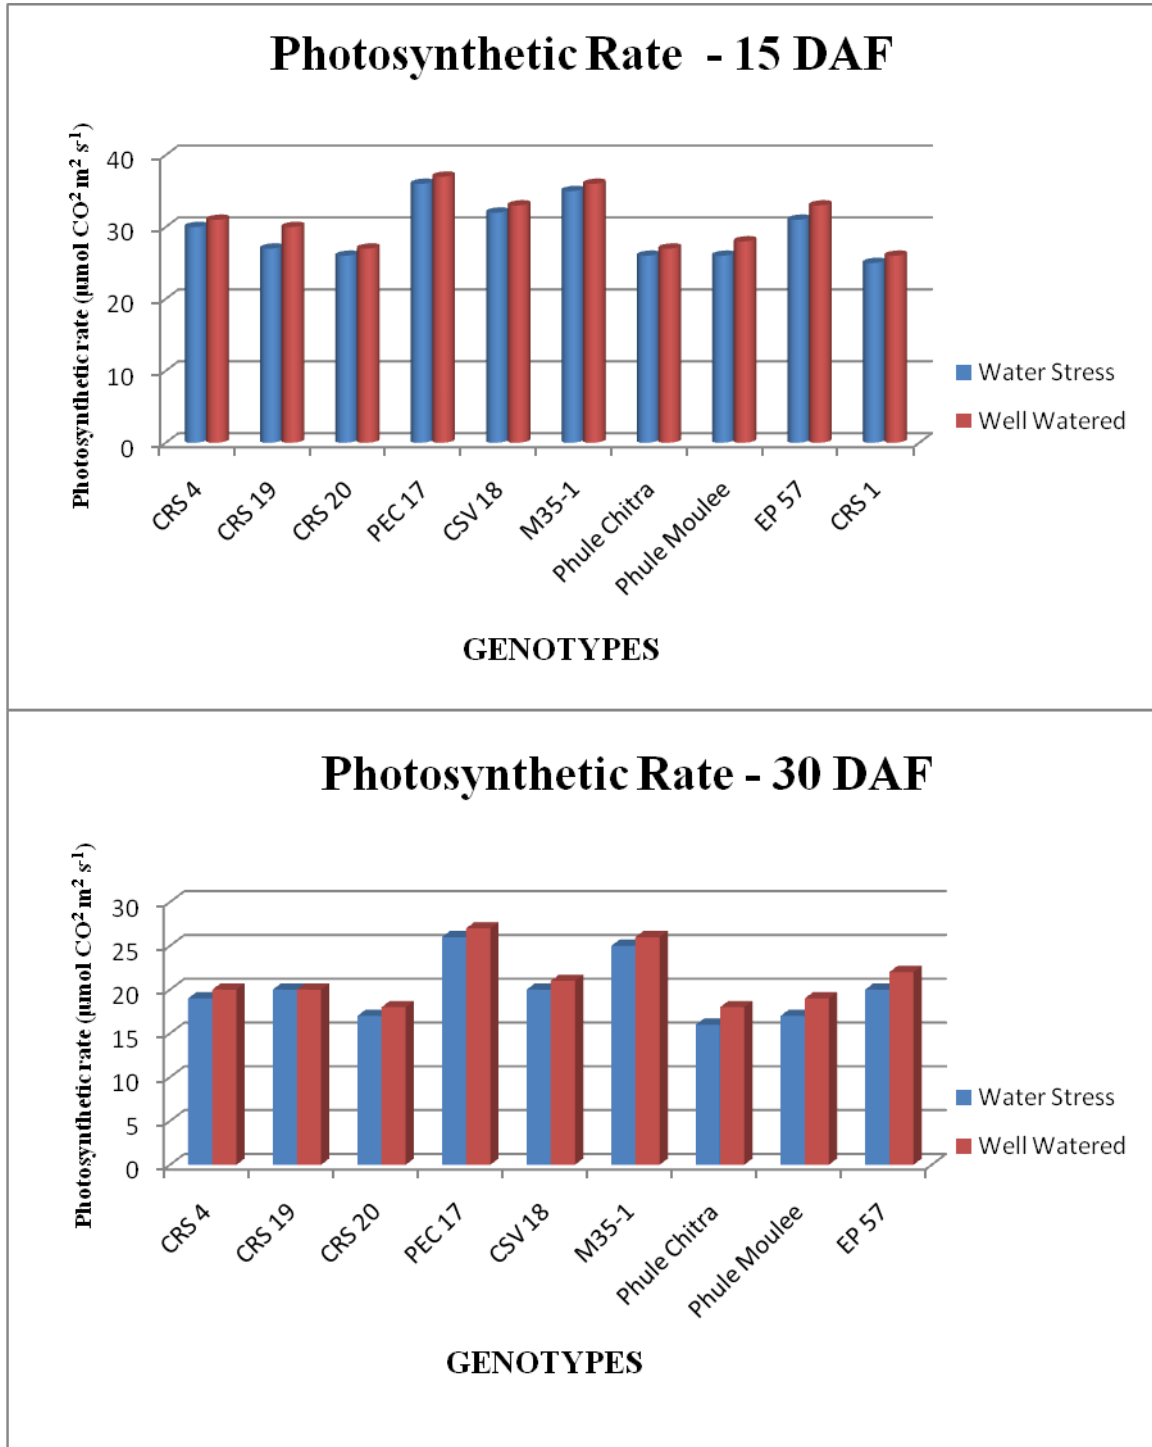 Photosynthetic Rate - 15 DAF
Photosynthetic rate (µmol CO² m² s⁻¹)
40
30
20
10
0
Water Stress
Well Watered
CRS 4
CRS 19
CRS 20
PEC 17
CSV 18
M35-1
Phule Chitra
Phule Moulee
EP 57
CRS 1
GENOTYPES
Photosynthetic Rate - 30 DAF
Photosynthetic rate (µmol CO² m² s⁻¹)
30
25
20
15
10
5
0
Water Stress
Well Watered
CRS 4
CRS 19
CRS 20
PEC 17
CSV 18
M35-1
Phule Chitra
Phule Moulee
EP 57
GENOTYPES